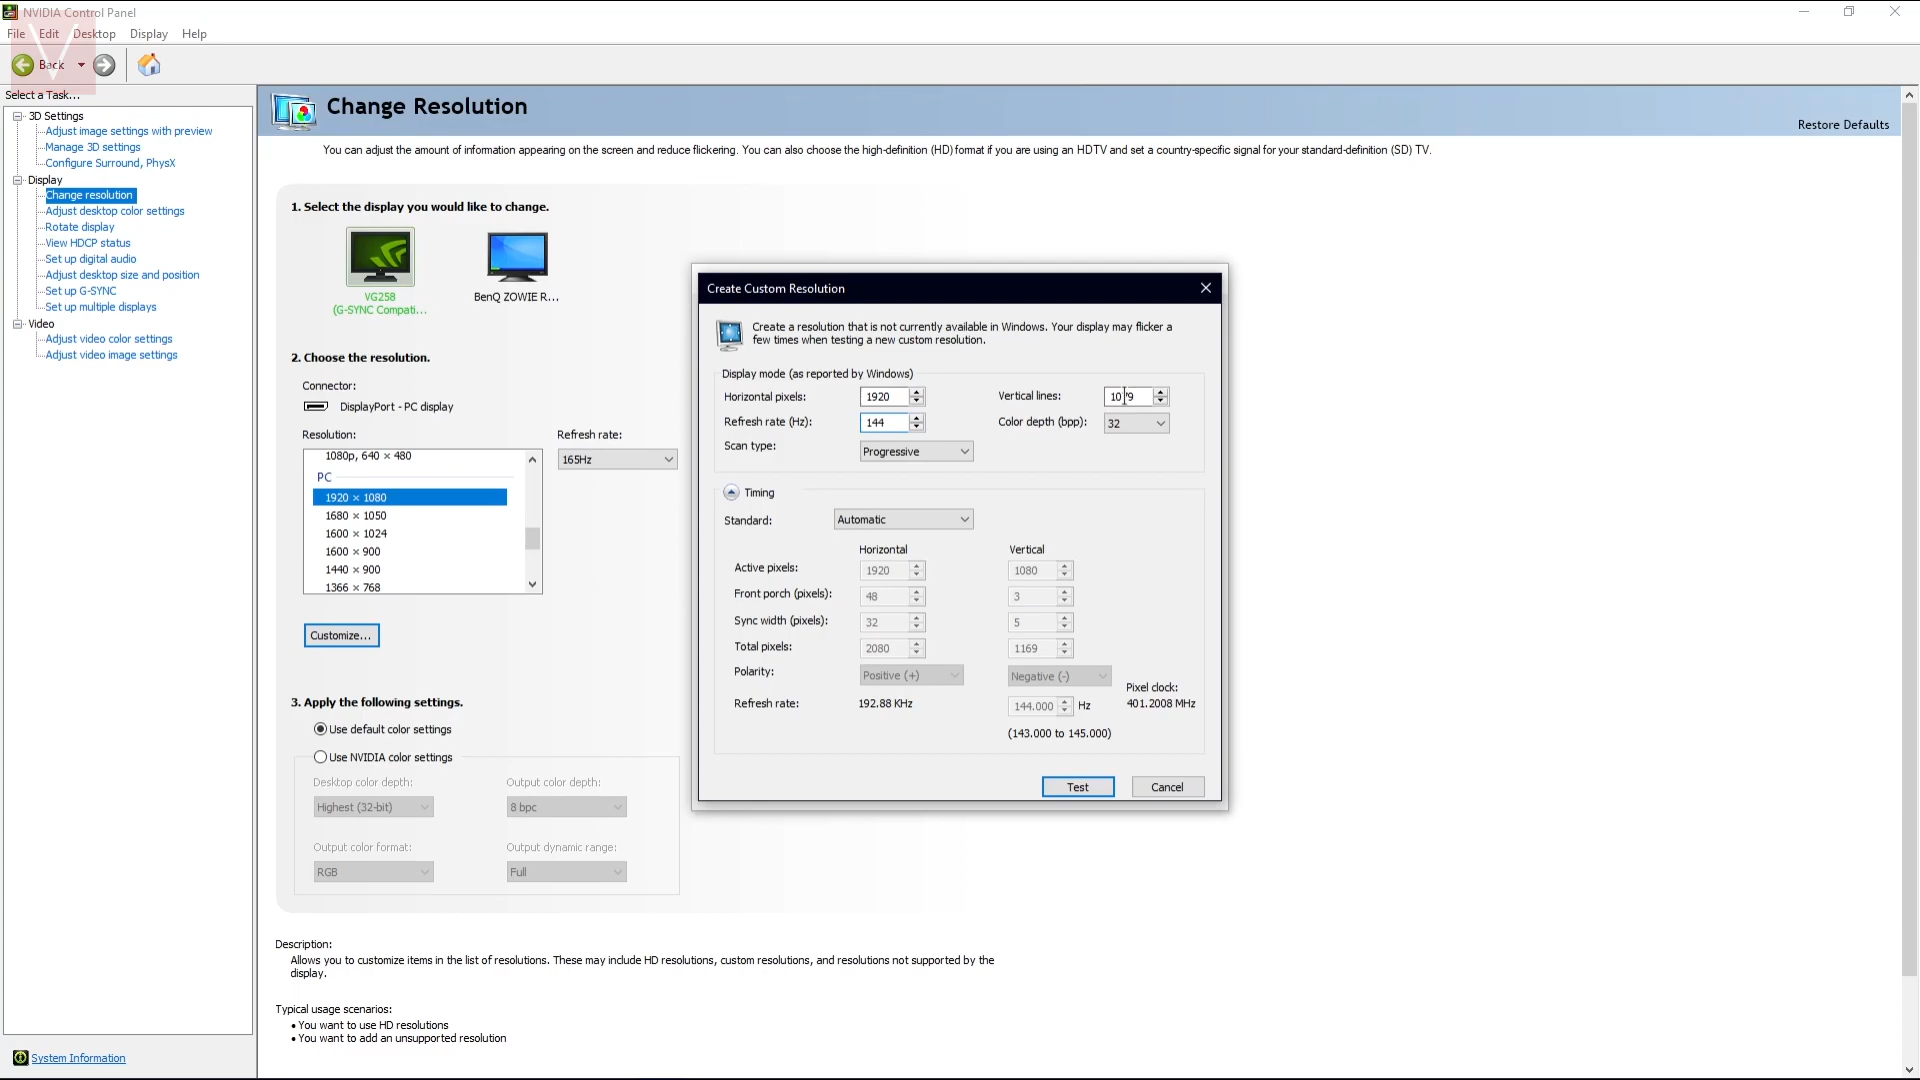 NVIDIA Control Panel
File Edit Desktop Display Help
Back
Select a Task...
3D Settings
Adjust image settings with preview
Manage 3D settings
Configure Surround, PhysX
Display
Change resolution
Adjust desktop color settings
Rotate display
View HDCP status
Set up digital audio
Adjust desktop size and position
Set up G-SYNC
Set up multiple displays
Video
Adjust video color settings
Adjust video image settings
System Information
Change Resolution
Restore Defaults
You can adjust the amount of information appearing on the screen and reduce flickering. You can also choose the high-definition (HD) format if you are using an HDTV and set a country-specific signal for your standard-definition (SD) TV.
1. Select the display you would like to change.
VG258 BenQ ZOWIE R...
(G-SYNC Compati...
2. Choose the resolution.
Connector:
DisplayPort - PC display
Resolution: Refresh rate:
1080p, 640 × 480 165Hz
PC
1920 × 1080
1680 × 1050
1600 × 1024
1600 × 900
1440 × 900
1366 × 768
Customize...
3. Apply the following settings.
Use default color settings
Use NVIDIA color settings
Desktop color depth: Output color depth:
Highest (32-bit) 8 bpc
Output color format: Output dynamic range:
RGB Full
Description:
Allows you to customize items in the list of resolutions. These may include HD resolutions, custom resolutions, and resolutions not supported by the
display.
Typical usage scenarios:
• You want to use HD resolutions
• You want to add an unsupported resolution
Create Custom Resolution
Create a resolution that is not currently available in Windows. Your display may flicker a
few times when testing a new custom resolution.
Display mode (as reported by Windows)
Horizontal pixels: 1920 Vertical lines:
Refresh rate (Hz): 144 Color depth (bpp): 32
Scan type: Progressive
Timing
Standard: Automatic
Horizontal Vertical
Active pixels: 1920 1080
Front porch (pixels): 48 3
Sync width (pixels): 32 5
Total pixels: 2080 1169
Polarity: Positive (+) Negative (-)
Pixel clock:
Refresh rate: 192.88 KHz 144.000 Hz 401.2008 MHz
(143.000 to 145.000)
Test Cancel